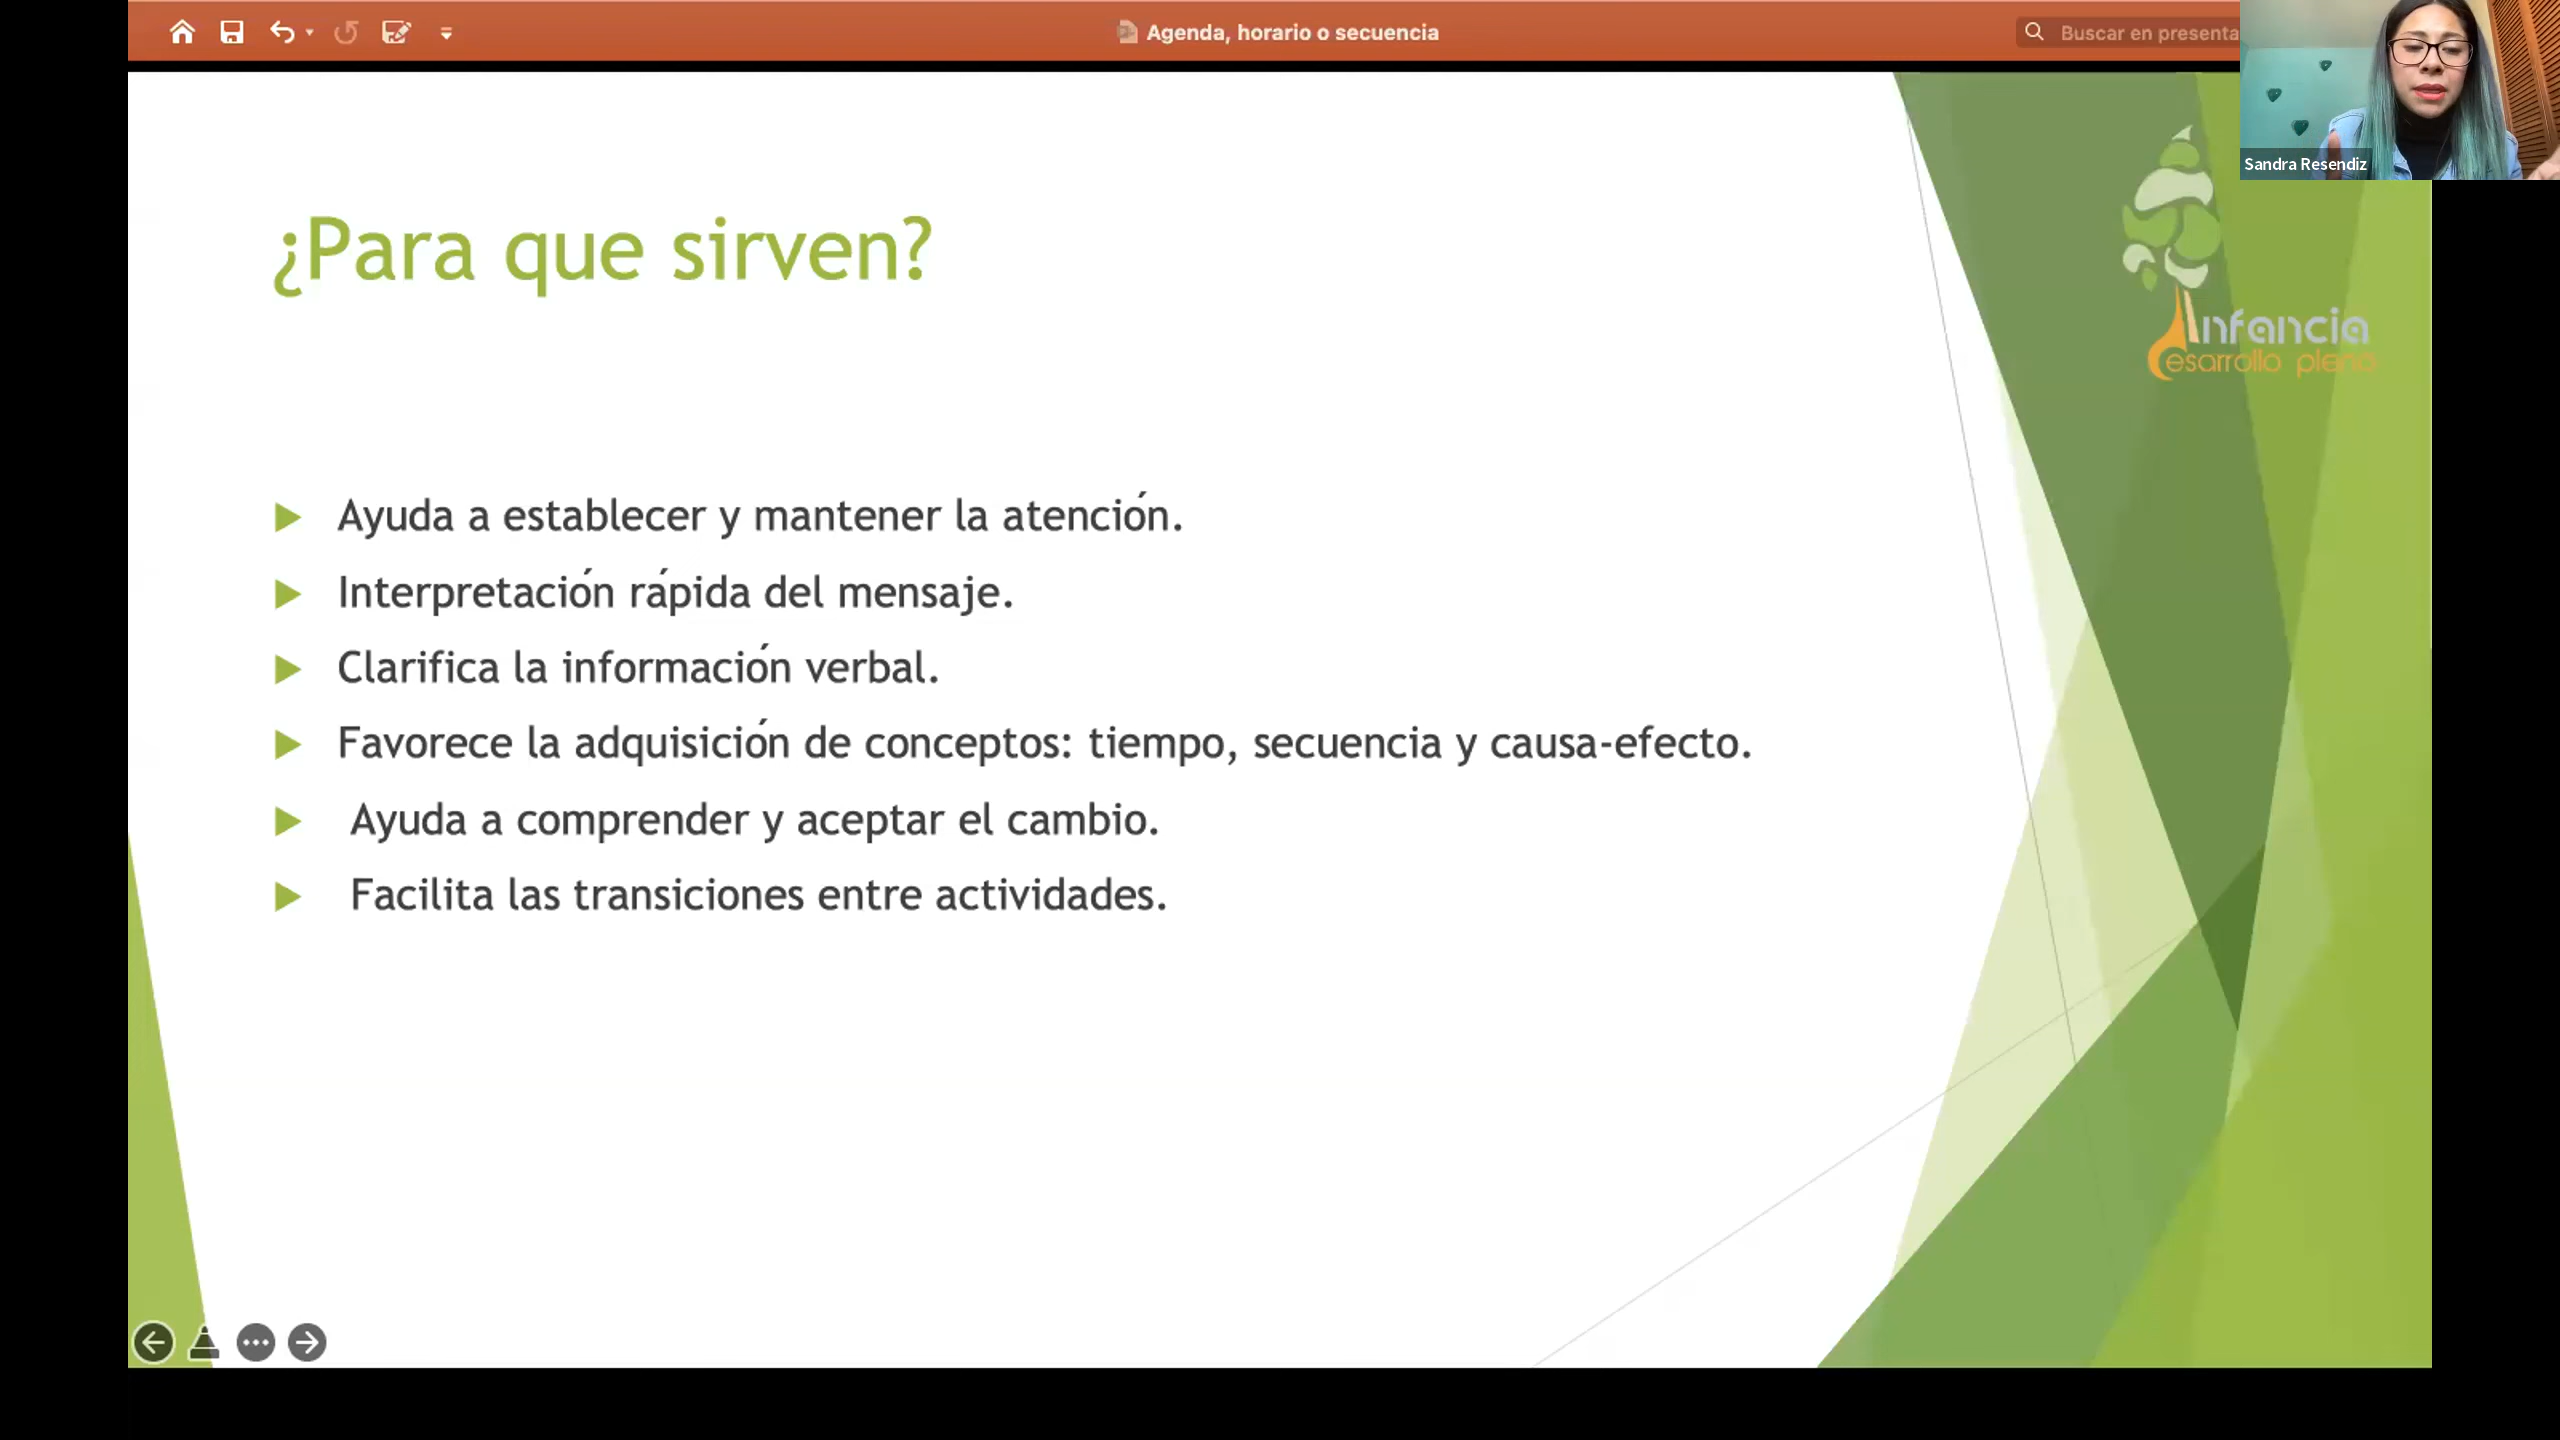 Agenda, horario o secuencia
Buscar en presenta
Sandra Resendiz
¿Para que sirven?
Infancia
Desarrollo pleno
Ayuda a establecer y mantener la atención.
Interpretación rápida del mensaje.
Clarifica la información verbal.
Favorece la adquisición de conceptos: tiempo, secuencia y causa-efecto.
Ayuda a comprender y aceptar el cambio.
Facilita las transiciones entre actividades.